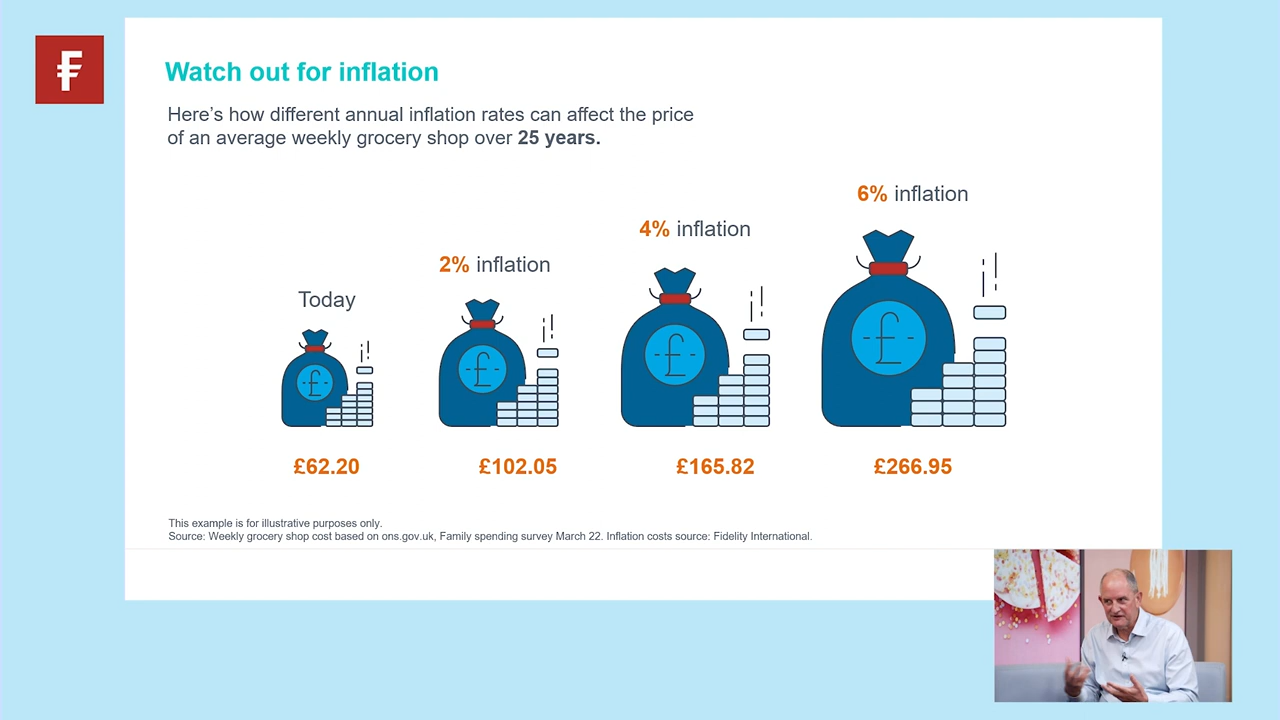 Watch out for inflation
Here's how different annual inflation rates can affect the price
of an average weekly grocery shop over 25 years.
Today
2% inflation
4% inflation
6% inflation
£
£
£
£
£62.20
£102.05
£165.82
£266.95
This example is for illustrative purposes only.
Source: Weekly grocery shop cost based on ons.gov.uk, Family spending survey March 22. Inflation costs source: Fidelity International.